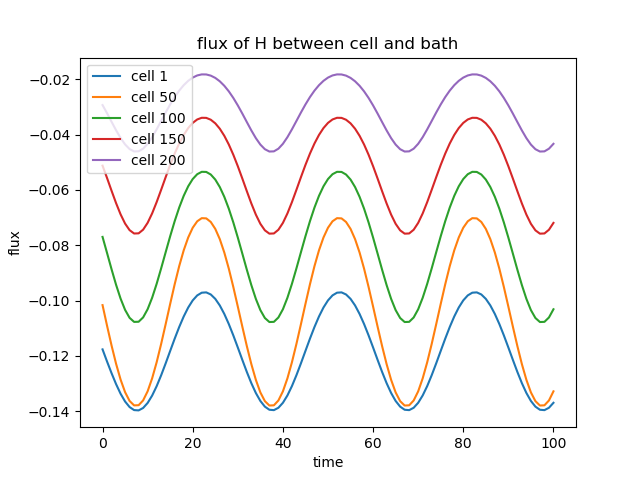 flux of H between cell and bath
cell 1
cell 50
cell 100
cell 150
cell 200
−0.02
−0.04
−0.06
−0.08
−0.10
−0.12
−0.14
flux
0 20 40 60 80 100
time